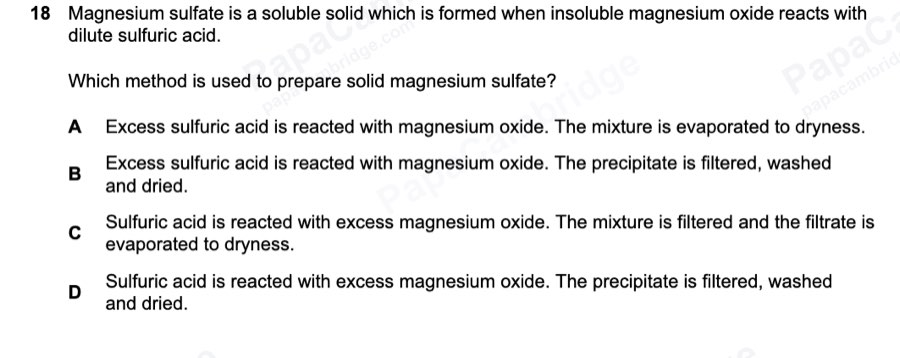 18 Magnesium sulfate is a soluble solid which is formed when insoluble magnesium oxide reacts with
dilute sulfuric acid.
Which method is used to prepare solid magnesium sulfate?
A Excess sulfuric acid is reacted with magnesium oxide. The mixture is evaporated to dryness.
B Excess sulfuric acid is reacted with magnesium oxide. The precipitate is filtered, washed
and dried.
C Sulfuric acid is reacted with excess magnesium oxide. The mixture is filtered and the filtrate is
evaporated to dryness.
D Sulfuric acid is reacted with excess magnesium oxide. The precipitate is filtered, washed
and dried.